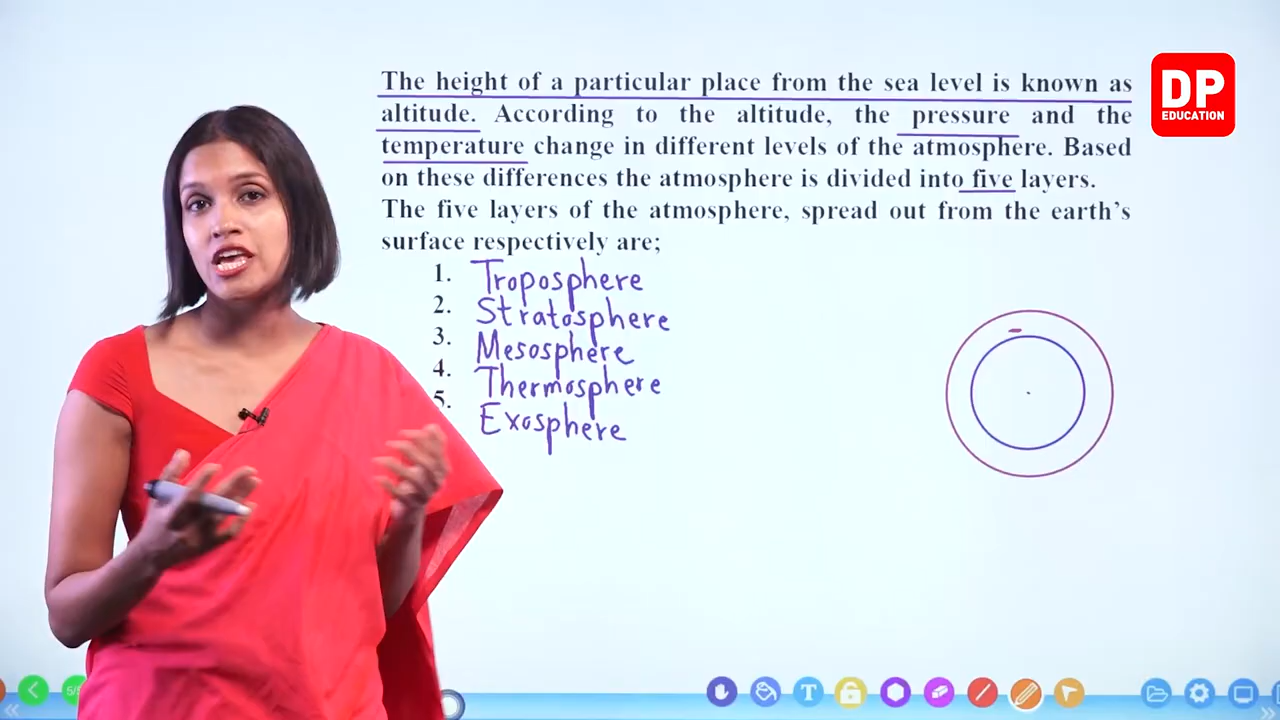 The height of a particular place from the sea level is known as
altitude. According to the altitude, the pressure and the
temperature change in different levels of the atmosphere. Based
on these differences the atmosphere is divided into five layers.
The five layers of the atmosphere, spread out from the earth's
surface respectively are;
1. Troposphere
2. Stratosphere
3. Mesosphere
4. Thermosphere
5. Exosphere
DP
EDUCATION